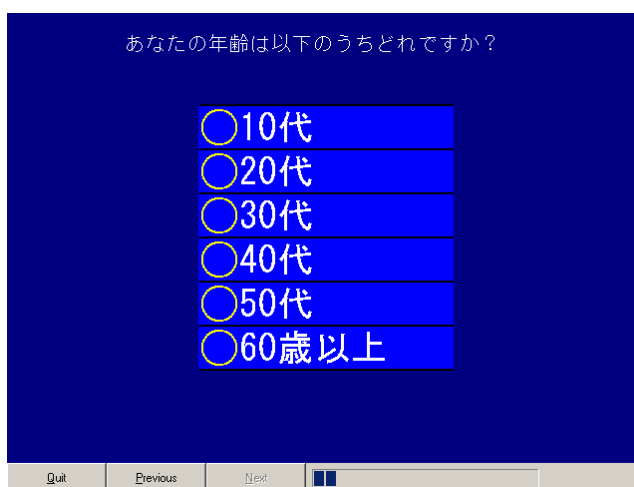 あなたの年齢は以下のうちどれですか？
10代
20代
30代
40代
50代
60歳以上
Quit Previous Next